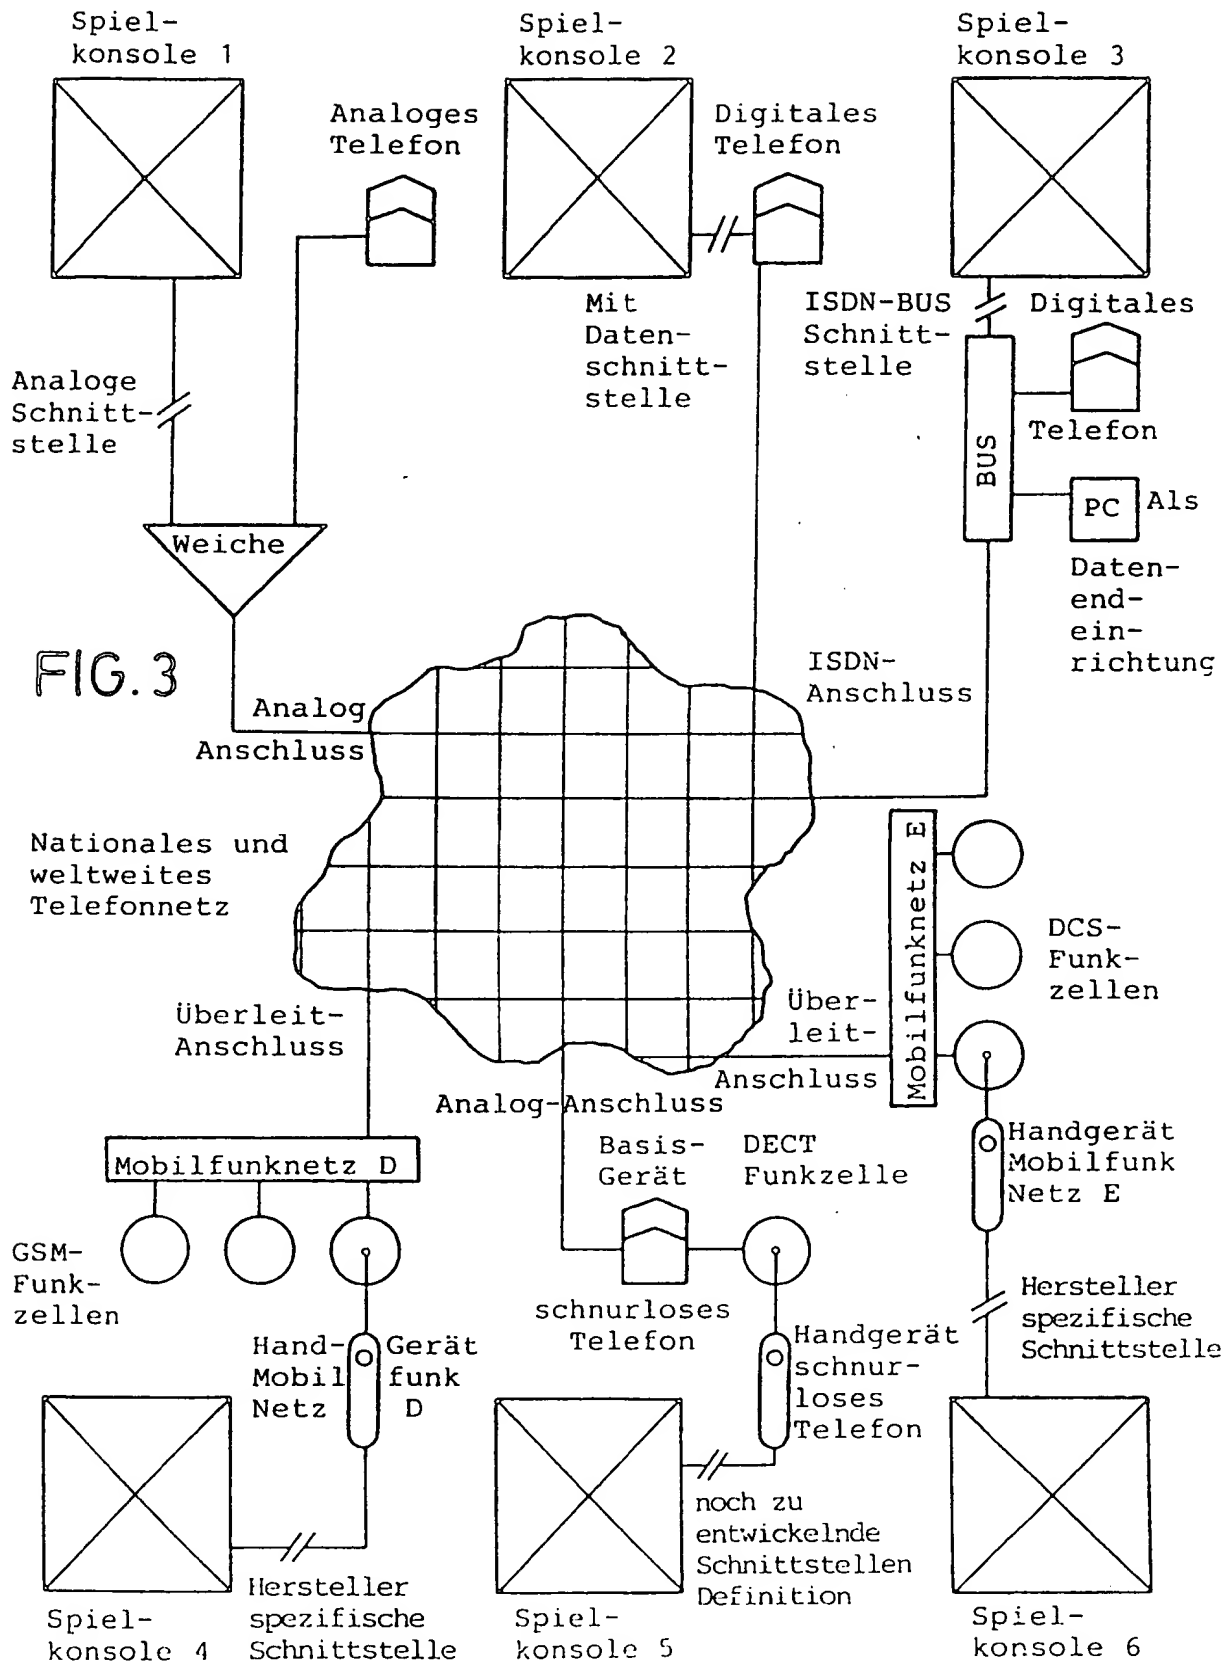 Spiel-
konsole 1
Spiel-
konsole 2
Spiel-
konsole 3
Analoges
Telefon
Digitales
Telefon
Mit
Daten-
schnitt-
stelle
ISDN-BUS
Schnitt-
stelle
Digitales
Telefon
Analoge
Schnitt-
stelle
BUS
PC Als
Daten-
end-
ein-
richtung
Weiche
FIG.3
ISDN-
Anschluss
Analog
Anschluss
Nationales und
weltweites
Telefonnetz
Mobilfunknetz E
DCS-
Funk-
zellen
Überleit-
Anschluss
Über-
leit-
Anschluss
Analog-Anschluss
Mobilfunknetz D
Basis-
Gerät
DECT
Funkzelle
Handgerät
Mobilfunk
Netz E
GSM-
Funk-
zellen
schnurloses
Telefon
Hersteller
spezifische
Schnittstelle
Hand- Gerät
Mobil funk
Netz D
Handgerät
schnur-
loses
Telefon
noch zu
entwickelnde
Schnittstellen
Definition
Spiel-
konsole 4
Hersteller
spezifische
Schnittstelle
Spiel-
konsole 5
Spiel-
konsole 6